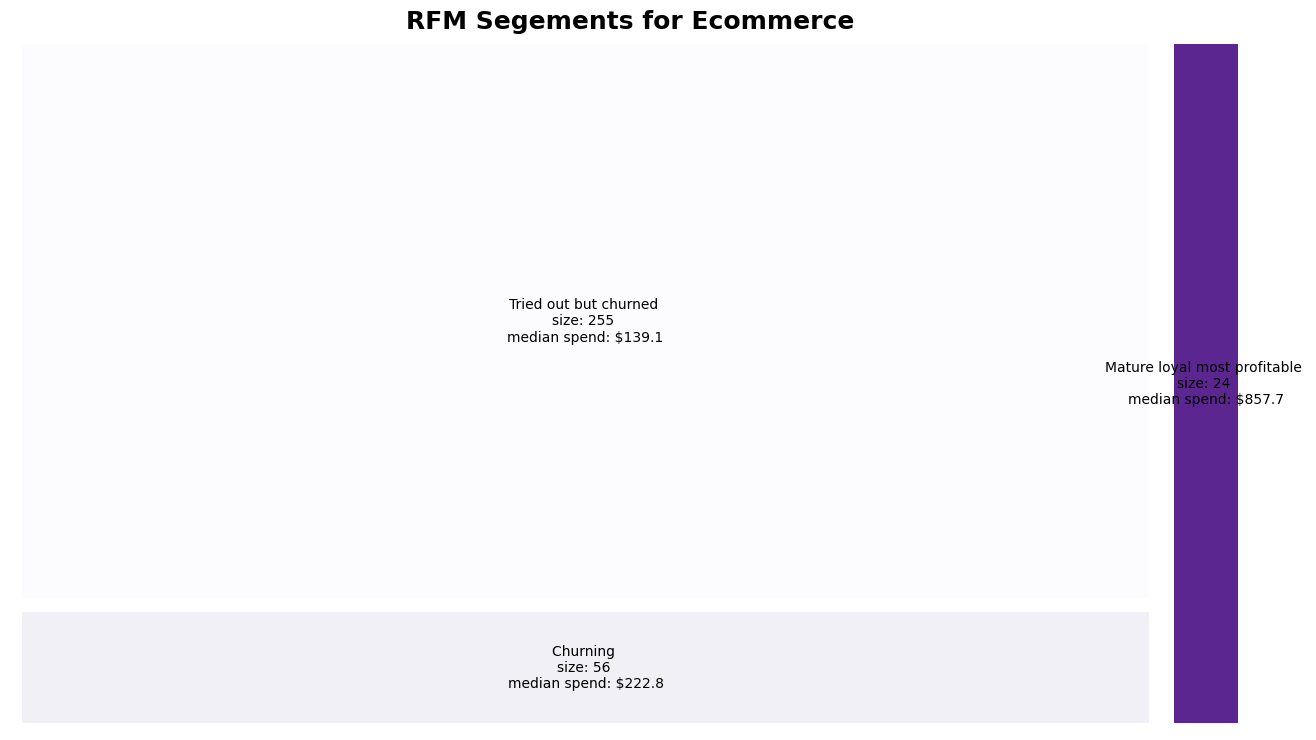 RFM Segements for Ecommerce
Tried out but churned
size: 255
median spend: $139.1
Mature loyal most profitable
size: 24
median spend: $857.7
Churning
size: 56
median spend: $222.8